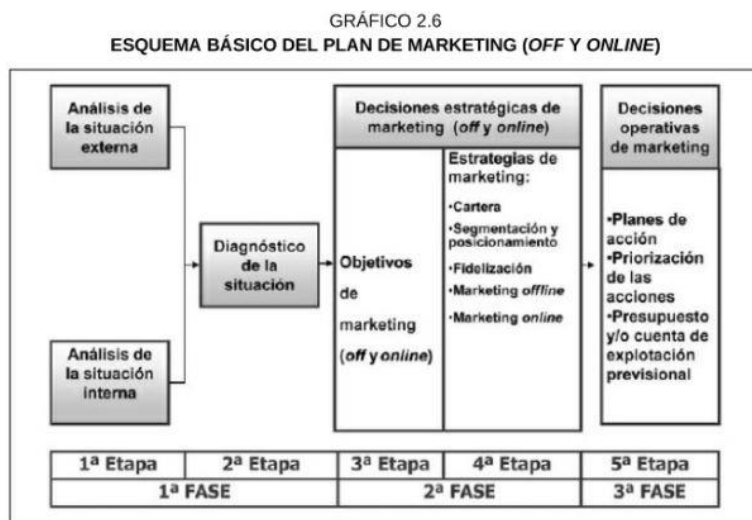 GRÁFICO 2.6
ESQUEMA BÁSICO DEL PLAN DE MARKETING (OFF Y ONLINE)
Análisis de
la situación
externa
Análisis de
la situación
interna
Diagnóstico
de la
situación
Decisiones estratégicas de
marketing (off y online)
Objetivos
de
marketing
(off y online)
Estrategias de
marketing:
•Cartera
•Segmentación y
posicionamiento
•Fidelización
•Marketing offline
•Marketing online
Decisiones
operativas
de marketing
•Planes de
acción
•Priorización
de las
acciones
•Presupuesto
y/o cuenta de
explotación
previsional
1ª Etapa
2ª Etapa
3ª Etapa
4ª Etapa
5ª Etapa
1ª FASE
2ª FASE
3ª FASE